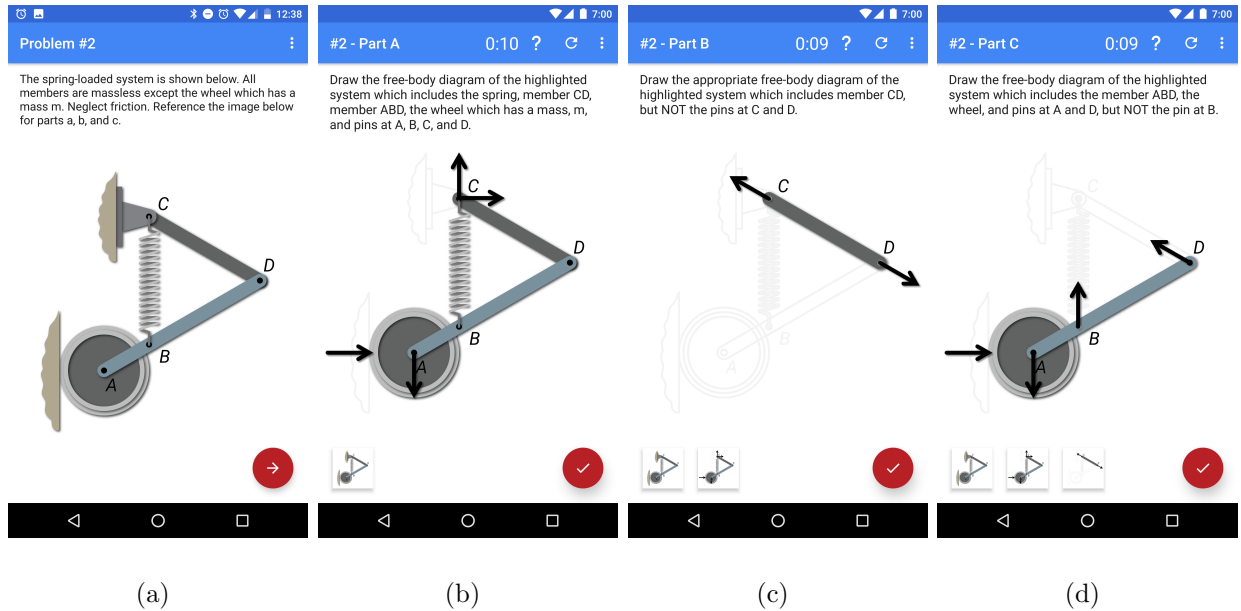 12:38
Problem #2
The spring-loaded system is shown below. All
members are massless except the wheel which has a
mass m. Neglect friction. Reference the image below
for parts a, b, and c.
C
D
B
A
(a)
7:00
#2 - Part A 0:10 ?
Draw the free-body diagram of the highlighted
system which includes the spring, member CD,
member ABD, the wheel which has a mass, m,
and pins at A, B, C, and D.
C
D
B
A
(b)
7:00
#2 - Part B 0:09 ?
Draw the appropriate free-body diagram of the
highlighted system which includes member CD,
but NOT the pins at C and D.
C
D
B
A
(c)
7:00
#2 - Part C 0:09 ?
Draw the free-body diagram of the highlighted
system which includes the member ABD, the
wheel, and pins at A and D, but NOT the pin at B.
C
D
B
A
(d)